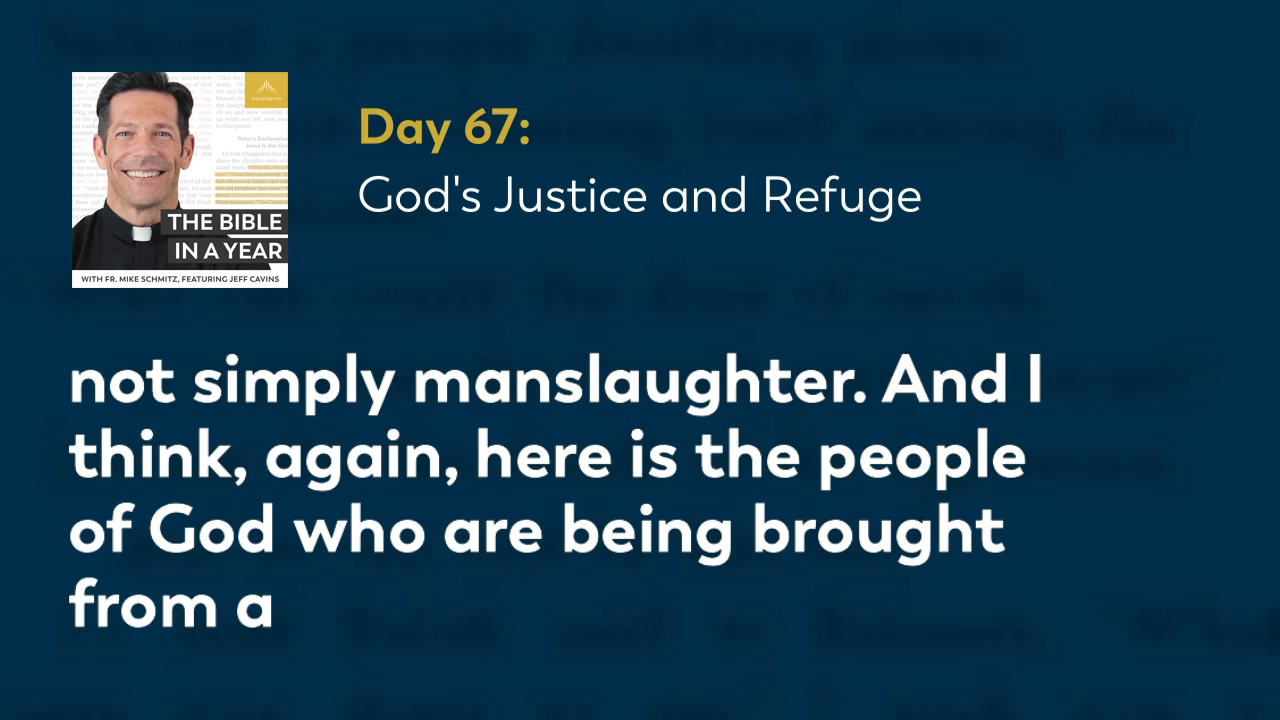 ASCENSION
THE BIBLE
IN A YEAR
WITH FR. MIKE SCHMITZ, FEATURING JEFF CAVINS
Day 67:
God's Justice and Refuge
not simply manslaughter. And I
think, again, here is the people
of God who are being brought
from a